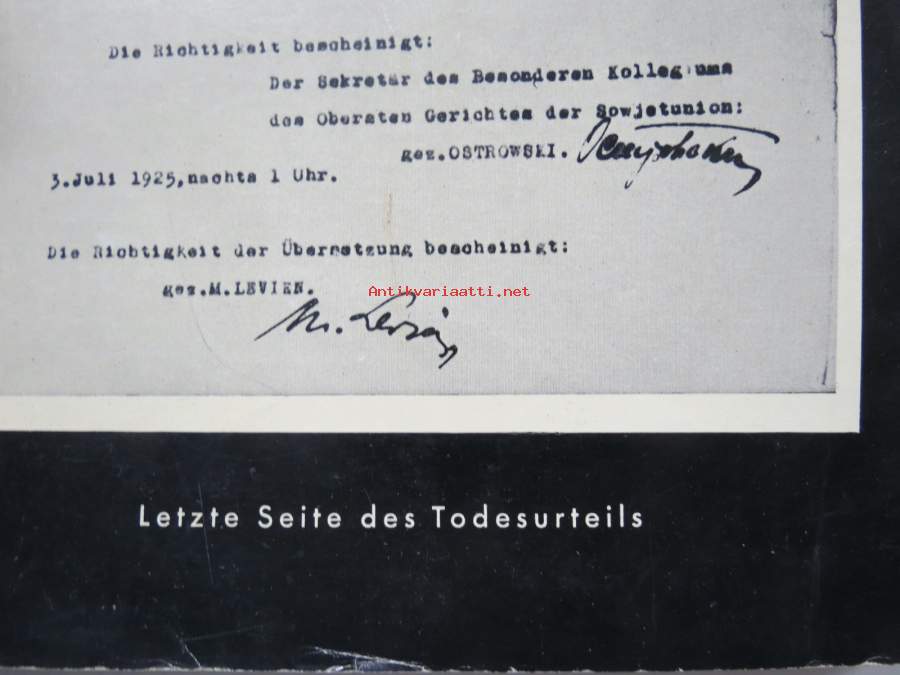 Die Richtigkeit bescheinigt:
Der Sekretär des Besonderen Kollegiums
des Obersten Gerichtes der Sowjetunion:
gez.OSTROWSKI.
3.Juli 1925,nachts 1 Uhr.
Die Richtigkeit der Übersetzung bescheinigt:
gez.M.LEVIEN.
Antikvariaatti.net
M. Levien
Letzte Seite des Todesurteils